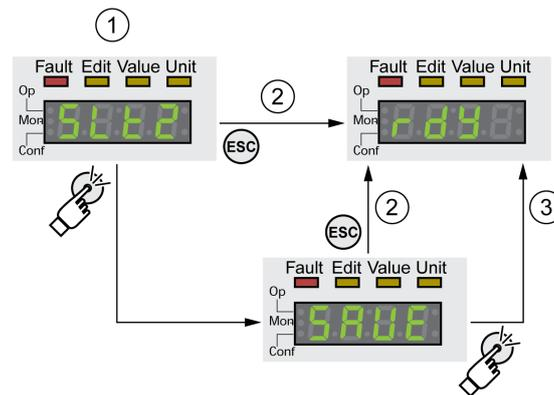 1
Fault Edit Value Unit
Op
Mon
Conf
SLt2
2
ESC
Fault Edit Value Unit
Op
Mon
Conf
rdy
ESC
2
3
Fault Edit Value Unit
Op
Mon
Conf
SAVE